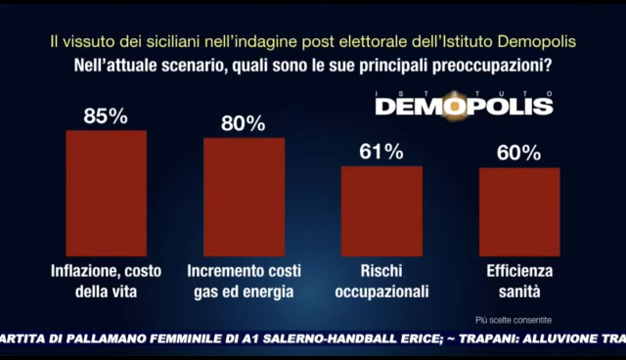 Il vissuto dei siciliani nell'indagine post elettorale dell'Istituto Demopolis
Nell'attuale scenario, quali sono le sue principali preoccupazioni?
ISTITUTO
DEMOPOLIS
85%
80%
61%
60%
Inflazione, costo
della vita
Incremento costi
gas ed energia
Rischi
occupazionali
Efficienza
sanità
Più scelte consentite
PARTITA DI PALLAMANO FEMMINILE DI A1 SALERNO-HANDBALL ERICE; ~ TRAPANI: ALLUVIONE TRA